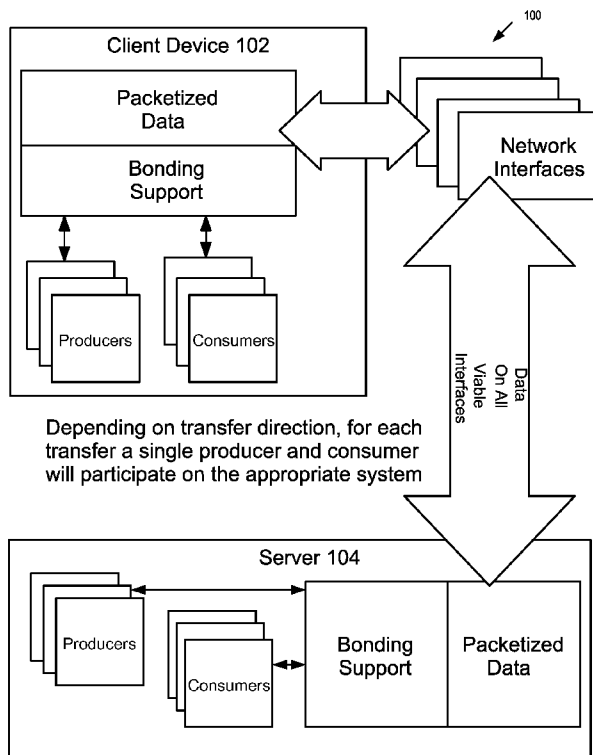 100
Client Device 102
Packetized
Data
Bonding
Support
Network
Interfaces
Producers
Consumers
Data
On All
Viable
Interfaces
Depending on transfer direction, for each
transfer a single producer and consumer
will participate on the appropriate system
Server 104
Producers
Consumers
Bonding
Support
Packetized
Data